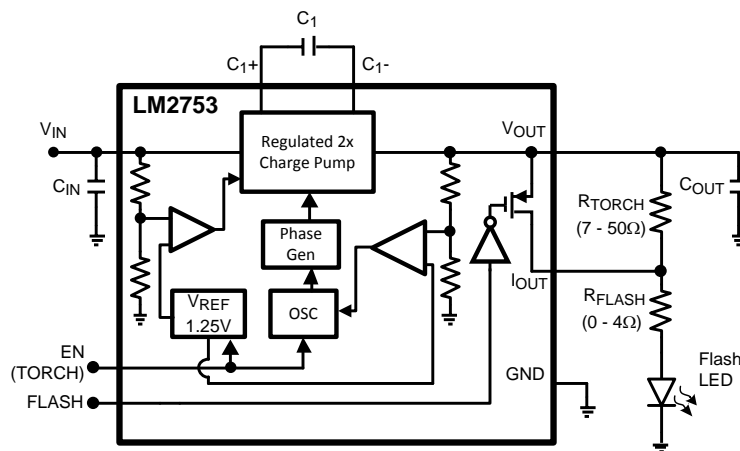 C1
C1+
C1-
LM2753
VIN
VOUT
Regulated 2x
Charge Pump
CIN
COUT
RTORCH
(7 - 50Ω)
Phase
Gen
IOUT
VREF
1.25V
OSC
RFLASH
(0 - 4Ω)
EN
(TORCH)
GND
Flash
LED
FLASH